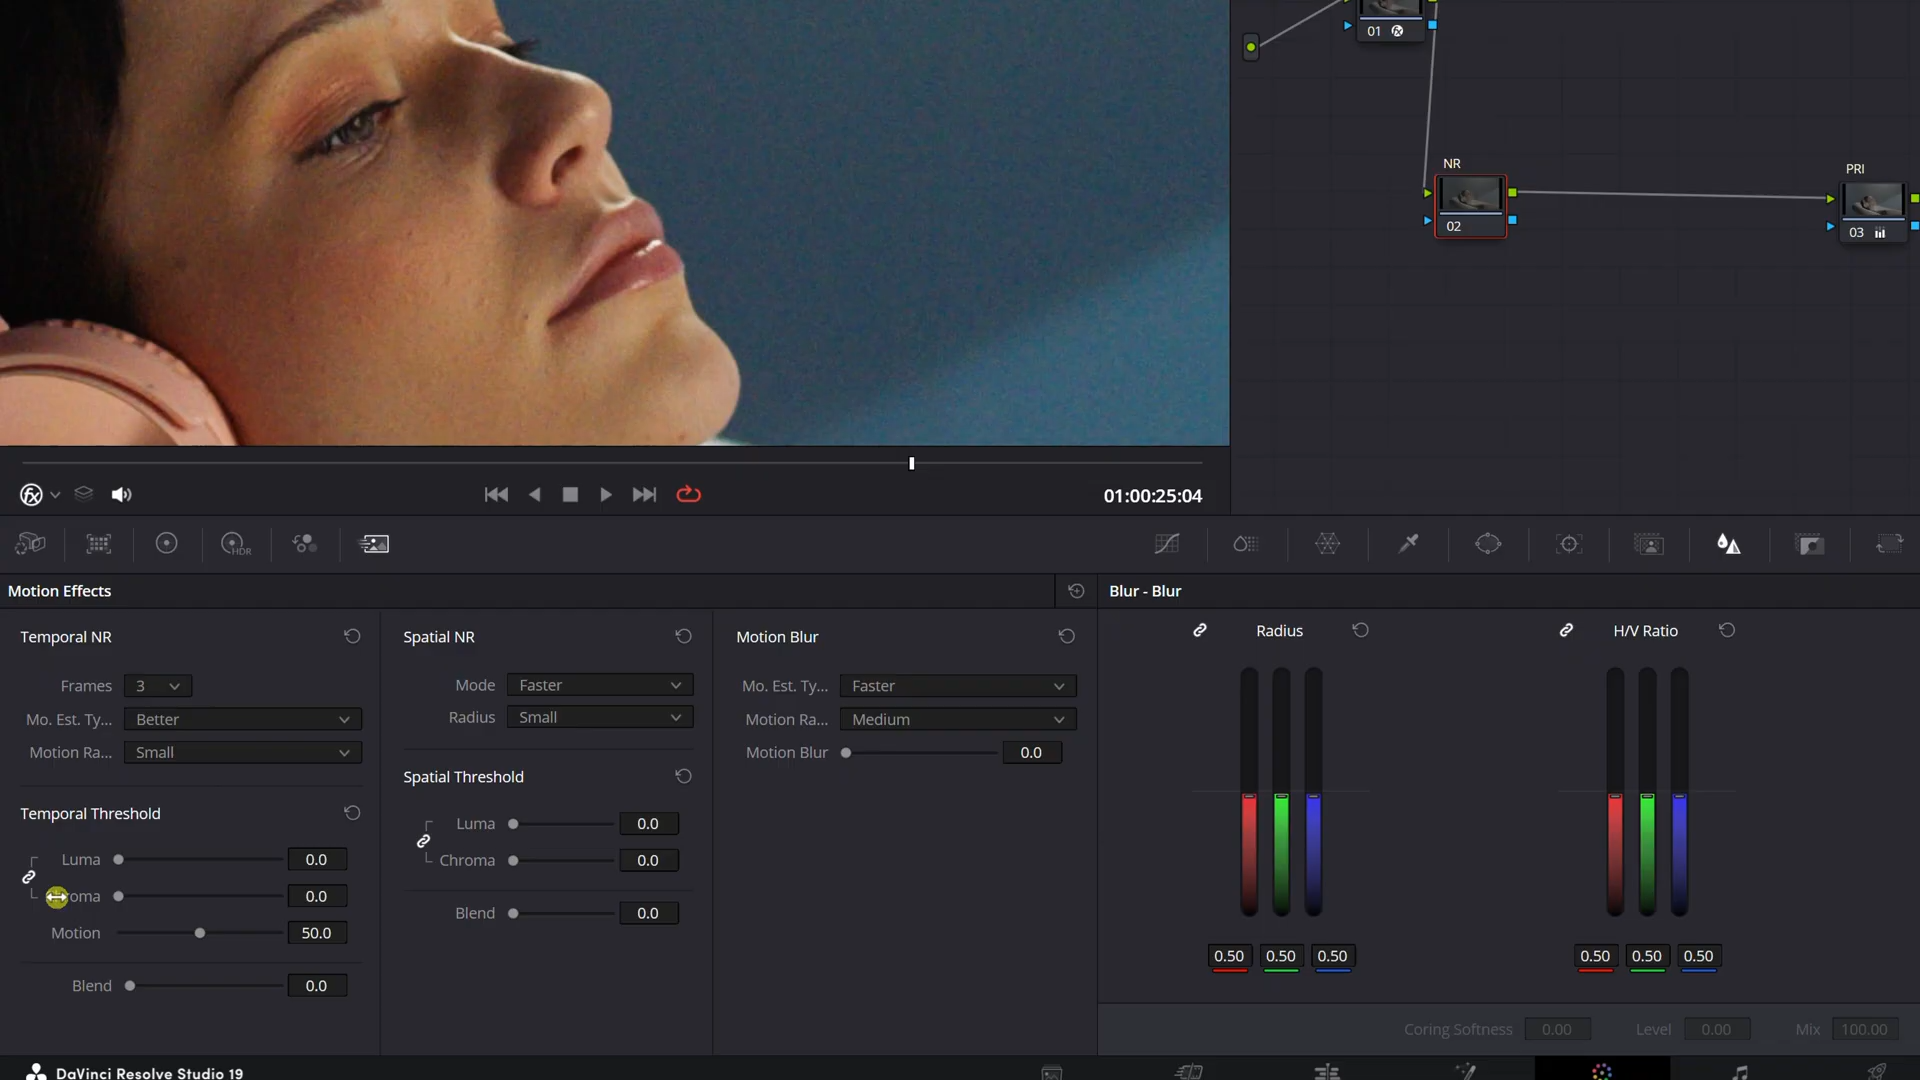 01
NR
02
PRI
03
01:00:25:04
HDR
Motion Effects
Blur - Blur
Temporal NR
Frames 3
Mo. Est. Ty... Better
Motion Ra... Small
Temporal Threshold
Luma 0.0
oma 0.0
Motion 50.0
Blend 0.0
Spatial NR
Mode Faster
Radius Small
Spatial Threshold
Luma 0.0
Chroma 0.0
Blend 0.0
Motion Blur
Mo. Est. Ty... Faster
Motion Ra... Medium
Motion Blur 0.0
Radius
0.50 0.50 0.50
H/V Ratio
0.50 0.50 0.50
Coring Softness 0.00 Level 0.00 Mix 100.00
DaVinci Resolve Studio 19